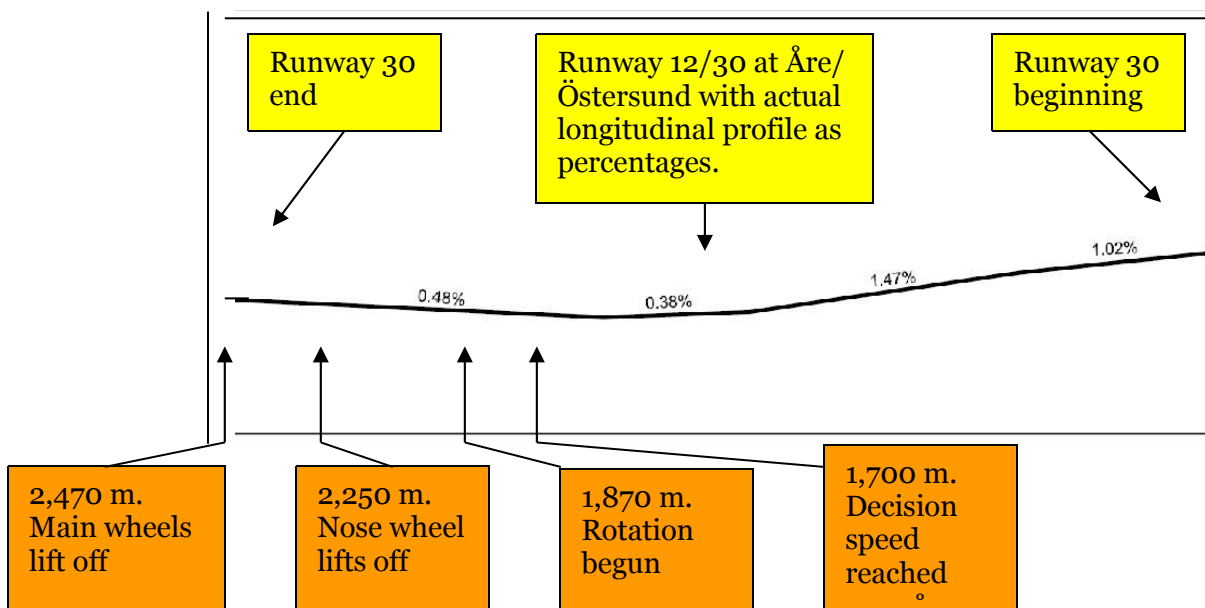 Runway 30
end
Runway 12/30 at Åre/
Östersund with actual
longitudinal profile as
percentages.
Runway 30
beginning
0.48%
0.38%
1.47%
1.02%
2,470 m.
Main wheels
lift off
2,250 m.
Nose wheel
lifts off
1,870 m.
Rotation
begun
1,700 m.
Decision
speed
reached